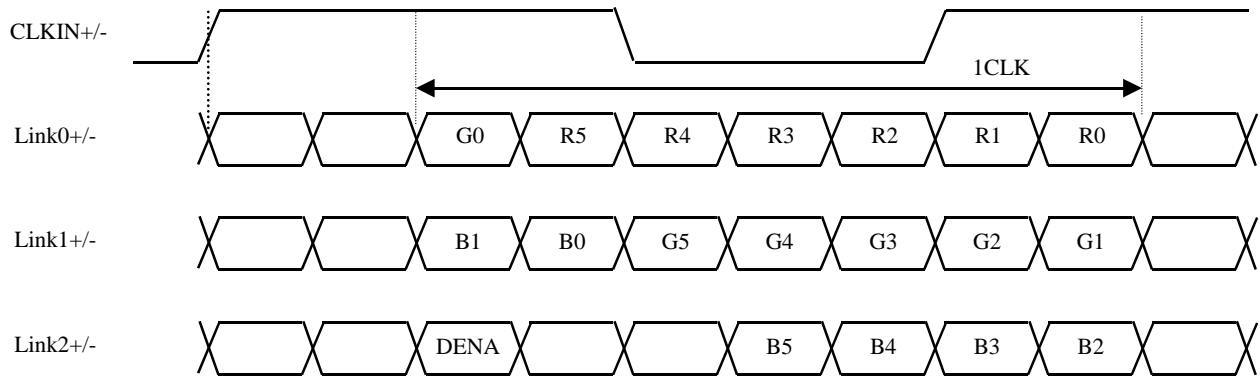 CLKIN+/-
1CLK
Link0+/- G0 R5 R4 R3 R2 R1 R0
Link1+/- B1 B0 G5 G4 G3 G2 G1
Link2+/- DENA B5 B4 B3 B2